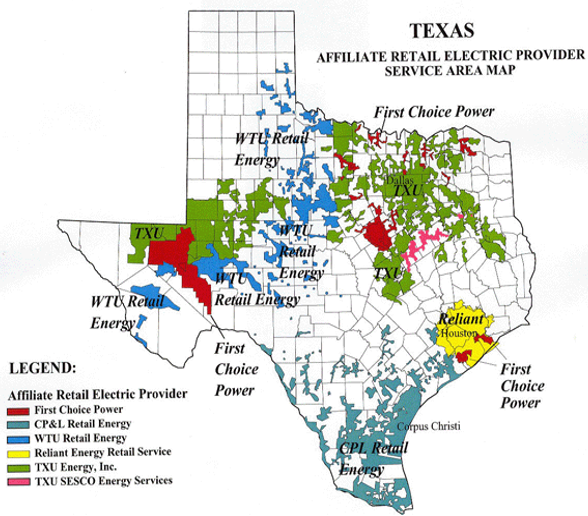 TEXAS
AFFILIATE RETAIL ELECTRIC PROVIDER
SERVICE AREA MAP
First Choice Power
WTU Retail
Energy
Dallas
TXU
TXU
WTU
Retail
Energy
WTU
Retail Energy
TXU
WTU Retail
Energy
Reliant
Houston
First
Choice
Power
First
Choice
Power
Corpus Christi
CPL Retail
Energy
LEGEND:
Affiliate Retail Electric Provider
First Choice Power
CP&L Retail Energy
WTU Retail Energy
Reliant Energy Retail Service
TXU Energy, Inc.
TXU SESCO Energy Services